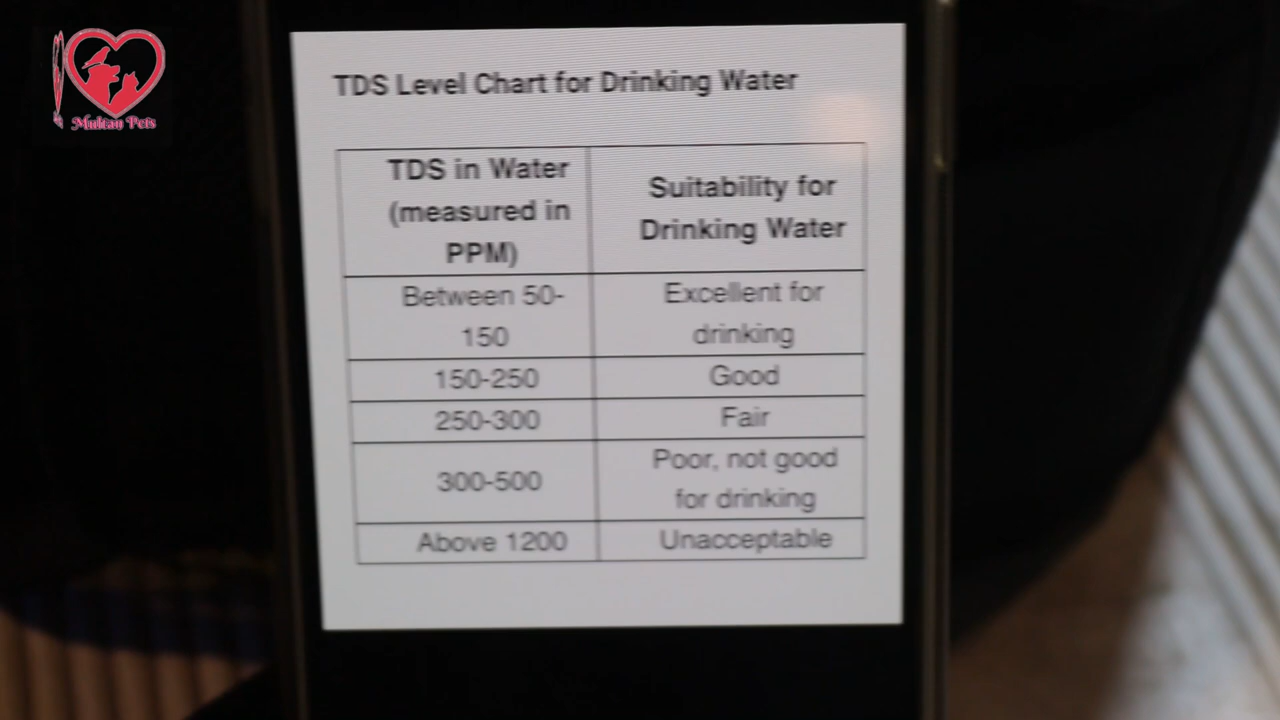 Multan Pets
TDS Level Chart for Drinking Water
TDS in Water
(measured in
PPM)
Suitability for
Drinking Water
Between 50-
150
Excellent for
drinking
150-250
Good
250-300
Fair
300-500
Poor, not good
for drinking
Above 1200
Unacceptable